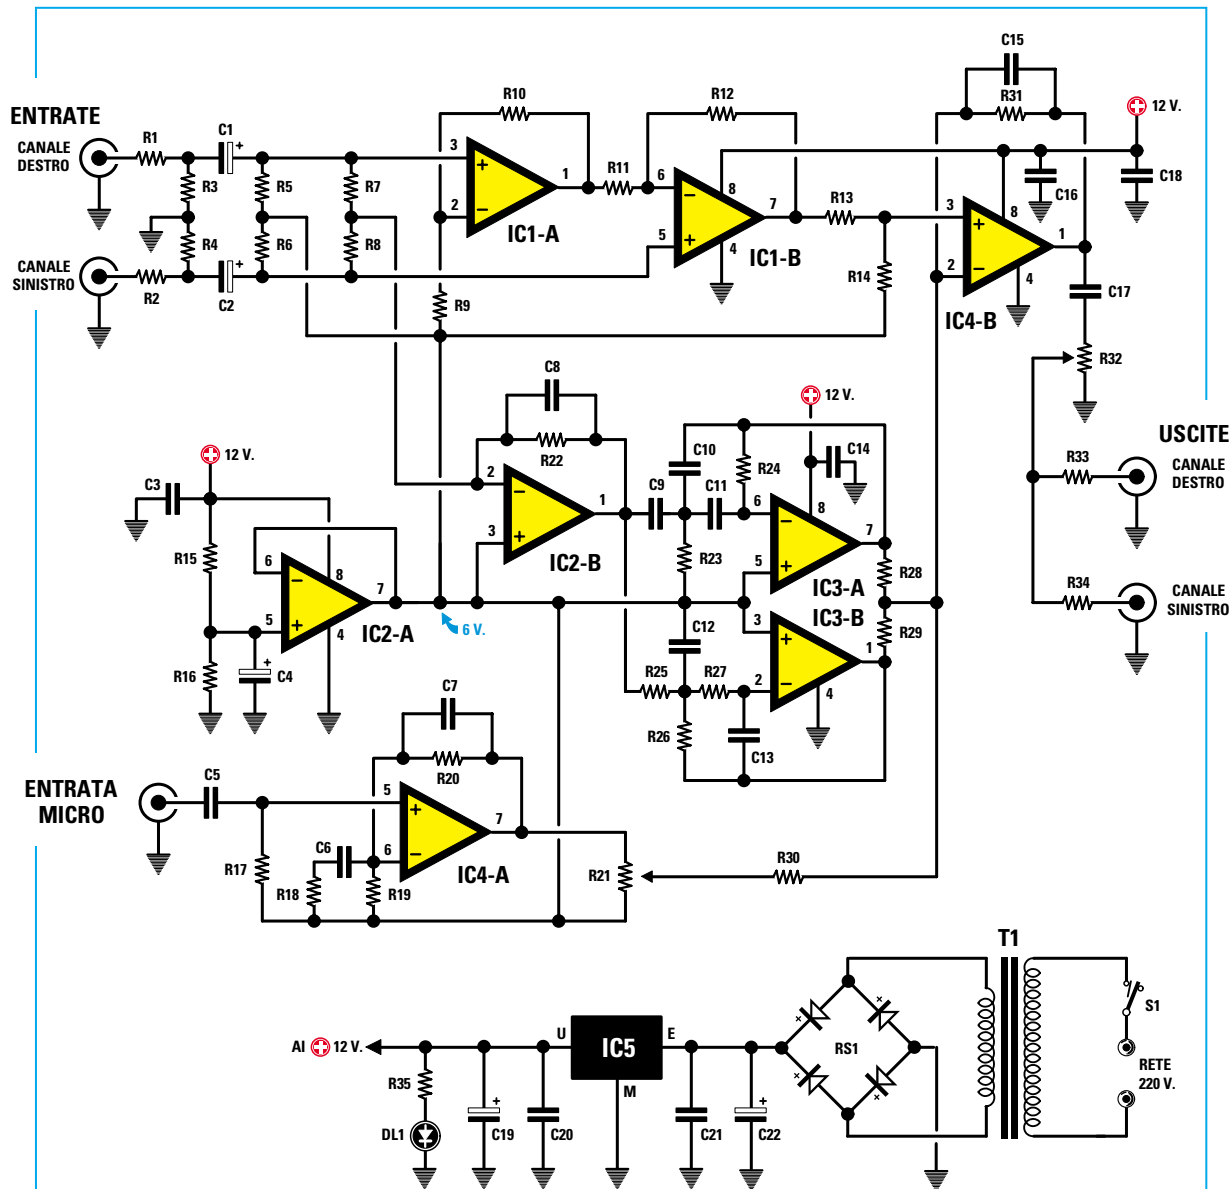 C15
R10
R12
R31
12 V.
ENTRATE
CANALE
DESTRO
R1
C1
+
3
+
1
R11
6
−
8
C16
C18
R3
R5
R7
2
−
IC1-A
7
R13
3
+
8
1
R4
R6
R8
5
+
4
IC1-B
R14
2
−
4
CANALE
SINISTRO
R2
C2
+
R9
IC4-B
C17
R32
C8
R22
12 V.
C10
C14
USCITE
CANALE
DESTRO
R33
12 V.
C3
R24
2
−
1
C9
C11
6
−
8
7
R15
3
+
IC2-B
R23
5
+
IC3-A
R28
6
−
8
7
5
+
4
IC2-A
6 V.
IC3-B
R34
CANALE
SINISTRO
R16
C4
+
C12
3
+
1
R29
R25
R27
2
−
4
C7
R26
C13
R20
ENTRATA
MICRO
C5
5
+
7
C6
6
−
IC4-A
R17
R18
R19
R21
R30
T1
S1
AI
12 V.
U
IC5
E
M
RS1
+
+
+
+
RETE
220 V.
R35
+
C19
C20
C21
+
C22
DL1